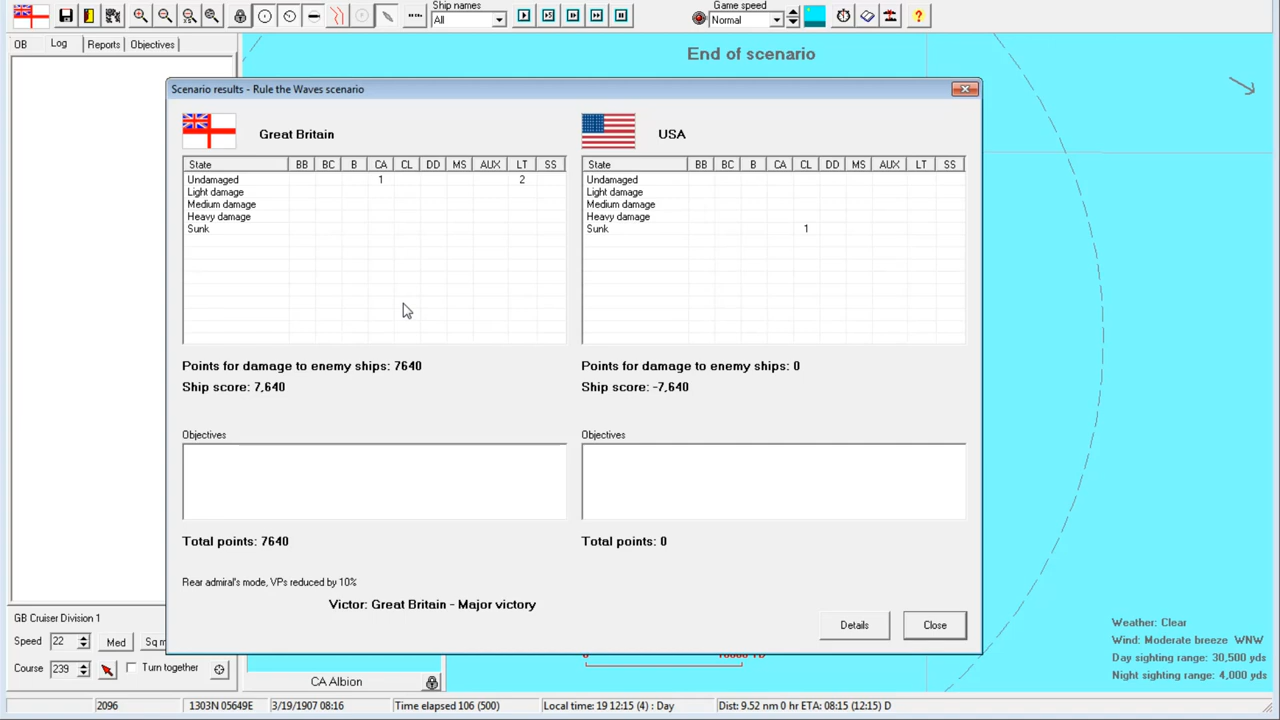 Ship names
All
Game speed
Normal
OB Log Reports Objectives
End of scenario
Scenario results - Rule the Waves scenario
Great Britain
State BB BC B CA CL DD MS AUX LT SS
Undamaged 1 2
Light damage
Medium damage
Heavy damage
Sunk
Points for damage to enemy ships: 7640
Ship score: 7,640
Objectives
Total points: 7640
USA
State BB BC B CA CL DD MS AUX LT SS
Undamaged
Light damage
Medium damage
Heavy damage
Sunk 1
Points for damage to enemy ships: 0
Ship score: -7,640
Objectives
Total points: 0
Rear admiral's mode, VPs reduced by 10%
Victor: Great Britain - Major victory
Details Close
GB Cruiser Division 1
Speed 22 Med Sq m
Course 239 Turn together
CA Albion
Weather: Clear
Wind: Moderate breeze WNW
Day sighting range: 30,500 yds
Night sighting range: 4,000 yds
2096 1303N 05649E 3/19/1907 08:16 Time elapsed 106 (500) Local time: 19 12:15 (4) : Day Dist: 9.52 nm 0 hr ETA: 08:15 (12:15) D